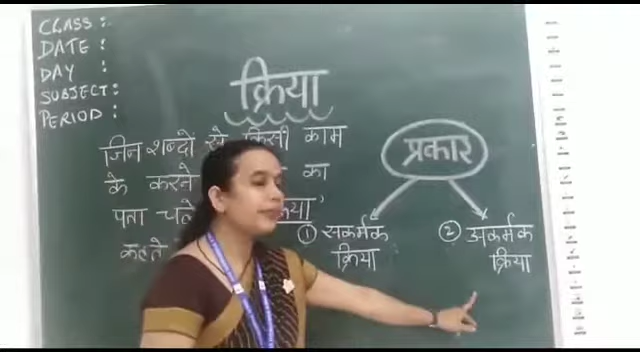 CLASS :
DATE :
DAY :
SUBJECT:
PERIOD :
क्रिया
जिन शब्दों से किसी काम
के करने का
पता चले क्रिया'
कहते
प्रकार
① सकर्मक
क्रिया
② अकर्मक
क्रिया